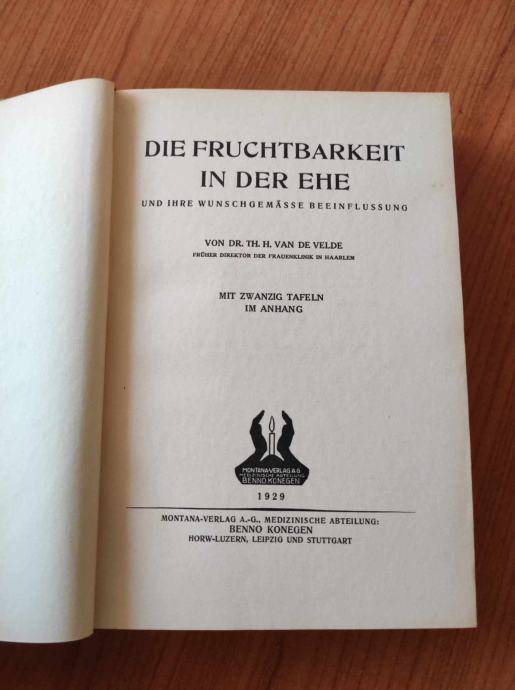 DIE FRUCHTBARKEIT
IN DER EHE
UND IHRE WUNSCHGEMÄSSE BEEINFLUSSUNG
VON DR. TH. H. VAN DE VELDE
FRÜHER DIREKTOR DER FRAUENKLINIK IN HAARLEM
MIT ZWANZIG TAFELN
IM ANHANG
MONTANA-VERLAG A.G.
MEDIZINISCHE ABTEILUNG
BENNO KONEGEN
1929
MONTANA-VERLAG A.-G., MEDIZINISCHE ABTEILUNG:
BENNO KONEGEN
HORW-LUZERN, LEIPZIG UND STUTTGART